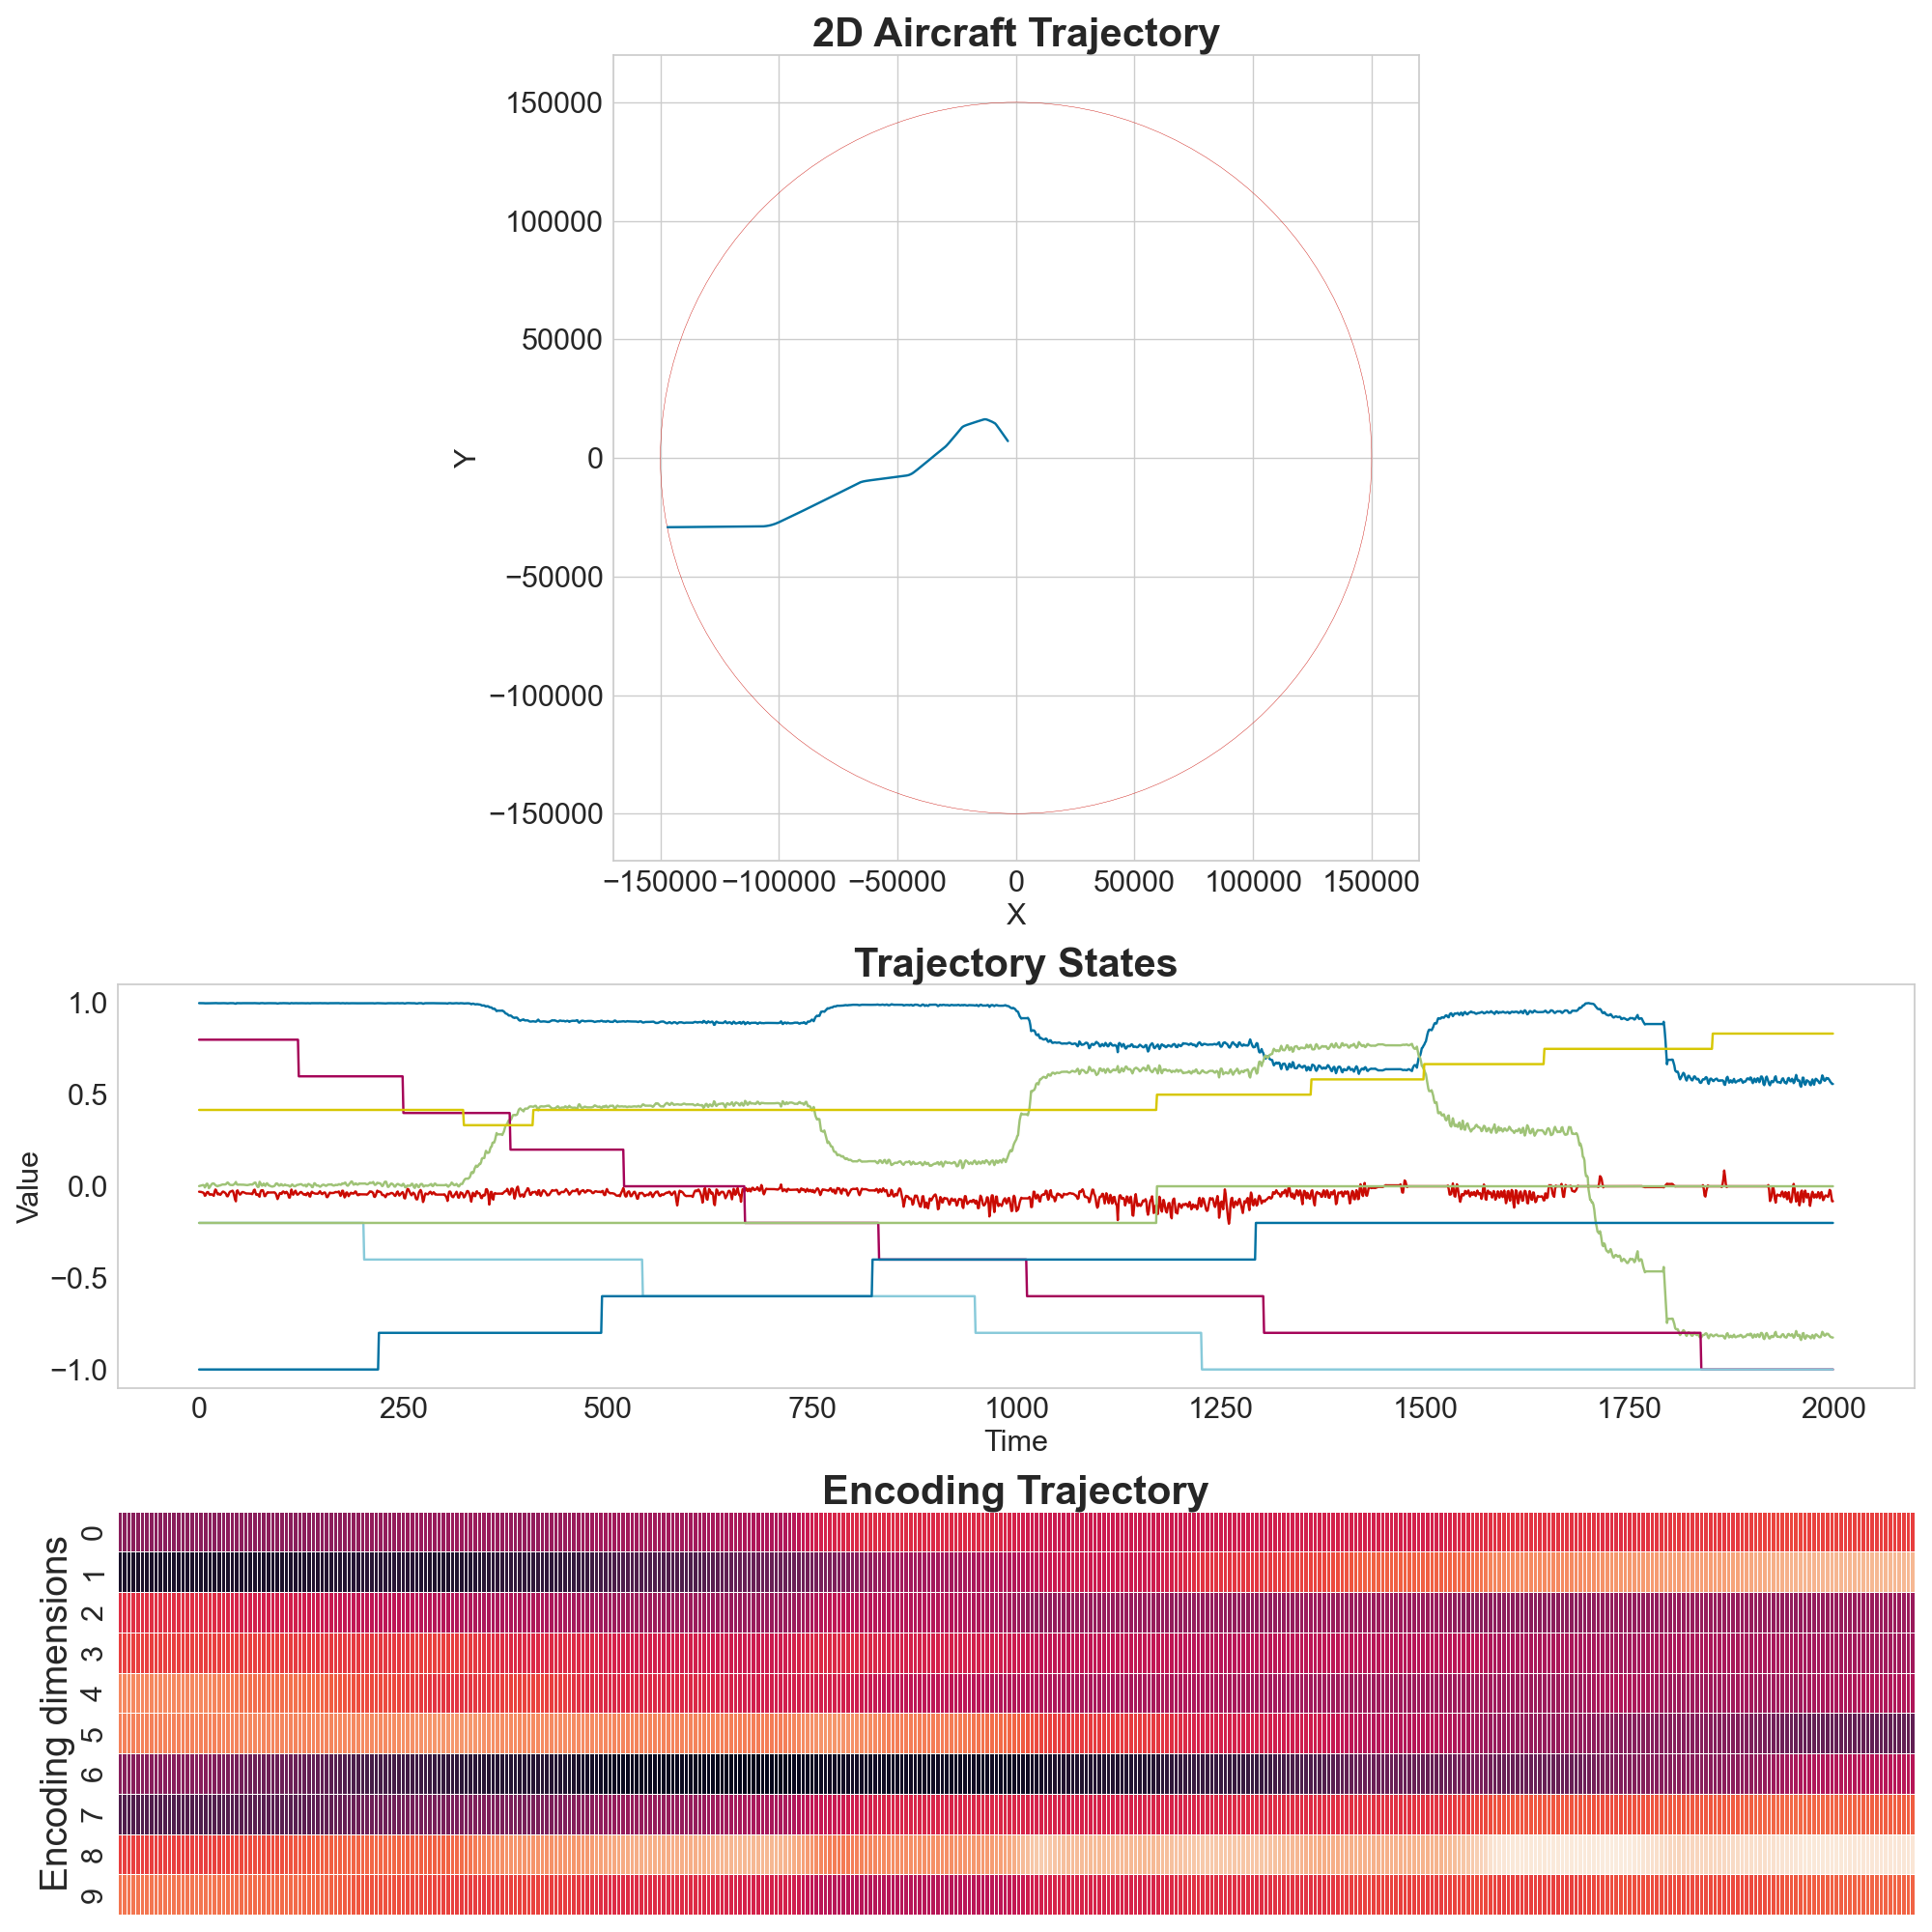 2D Aircraft Trajectory
150000
100000
50000
0
−50000
−100000
−150000
Y
−150000 −100000 −50000 0 50000 100000 150000
X
Trajectory States
1.0
0.5
0.0
−0.5
−1.0
Value
0 250 500 750 1000 1250 1500 1750 2000
Time
Encoding Trajectory
Encoding dimensions
0
1
2
3
4
5
6
7
8
9